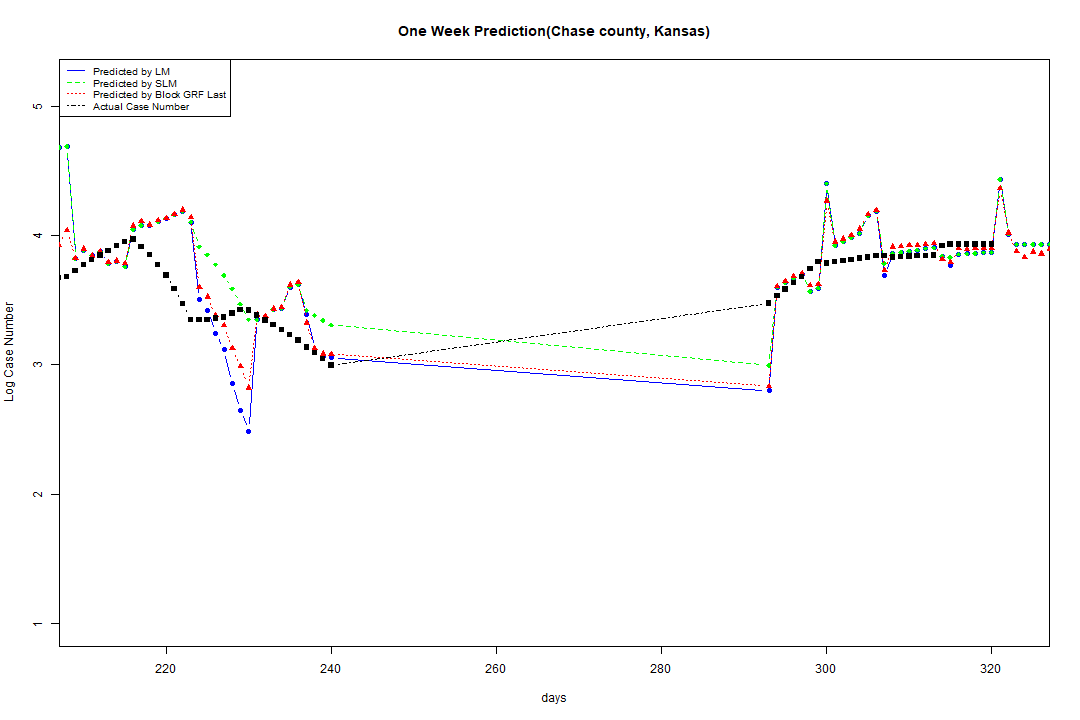 One Week Prediction(Chase county, Kansas)
Predicted by LM
Predicted by SLM
Predicted by Block GRF Last
Actual Case Number
Log Case Number
5
4
3
2
1
220 240 260 280 300 320
days